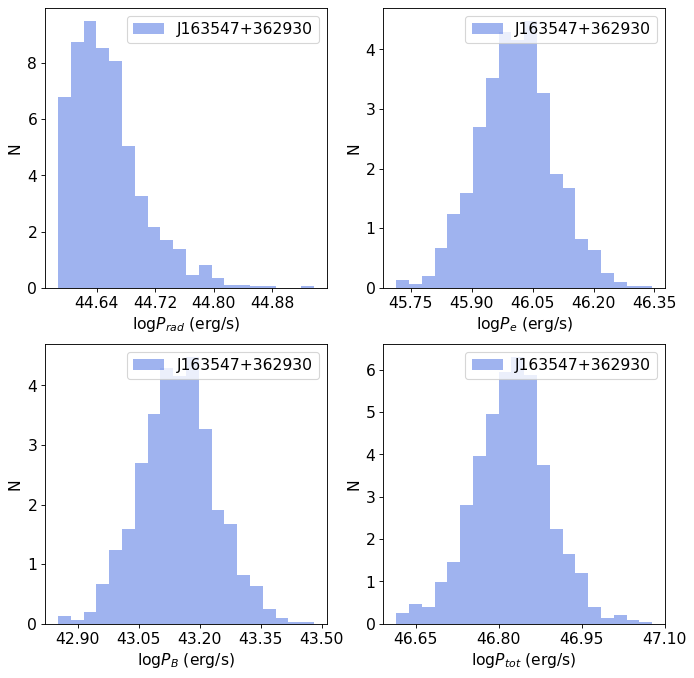 J163547+362930
N
8
6
4
2
0
44.64 44.72 44.80 44.88
logP_rad (erg/s)
J163547+362930
N
4
3
2
1
0
45.75 45.90 46.05 46.20 46.35
logP_e (erg/s)
J163547+362930
N
4
3
2
1
0
42.90 43.05 43.20 43.35 43.50
logP_B (erg/s)
J163547+362930
N
6
5
4
3
2
1
0
46.65 46.80 46.95 47.10
logP_tot (erg/s)